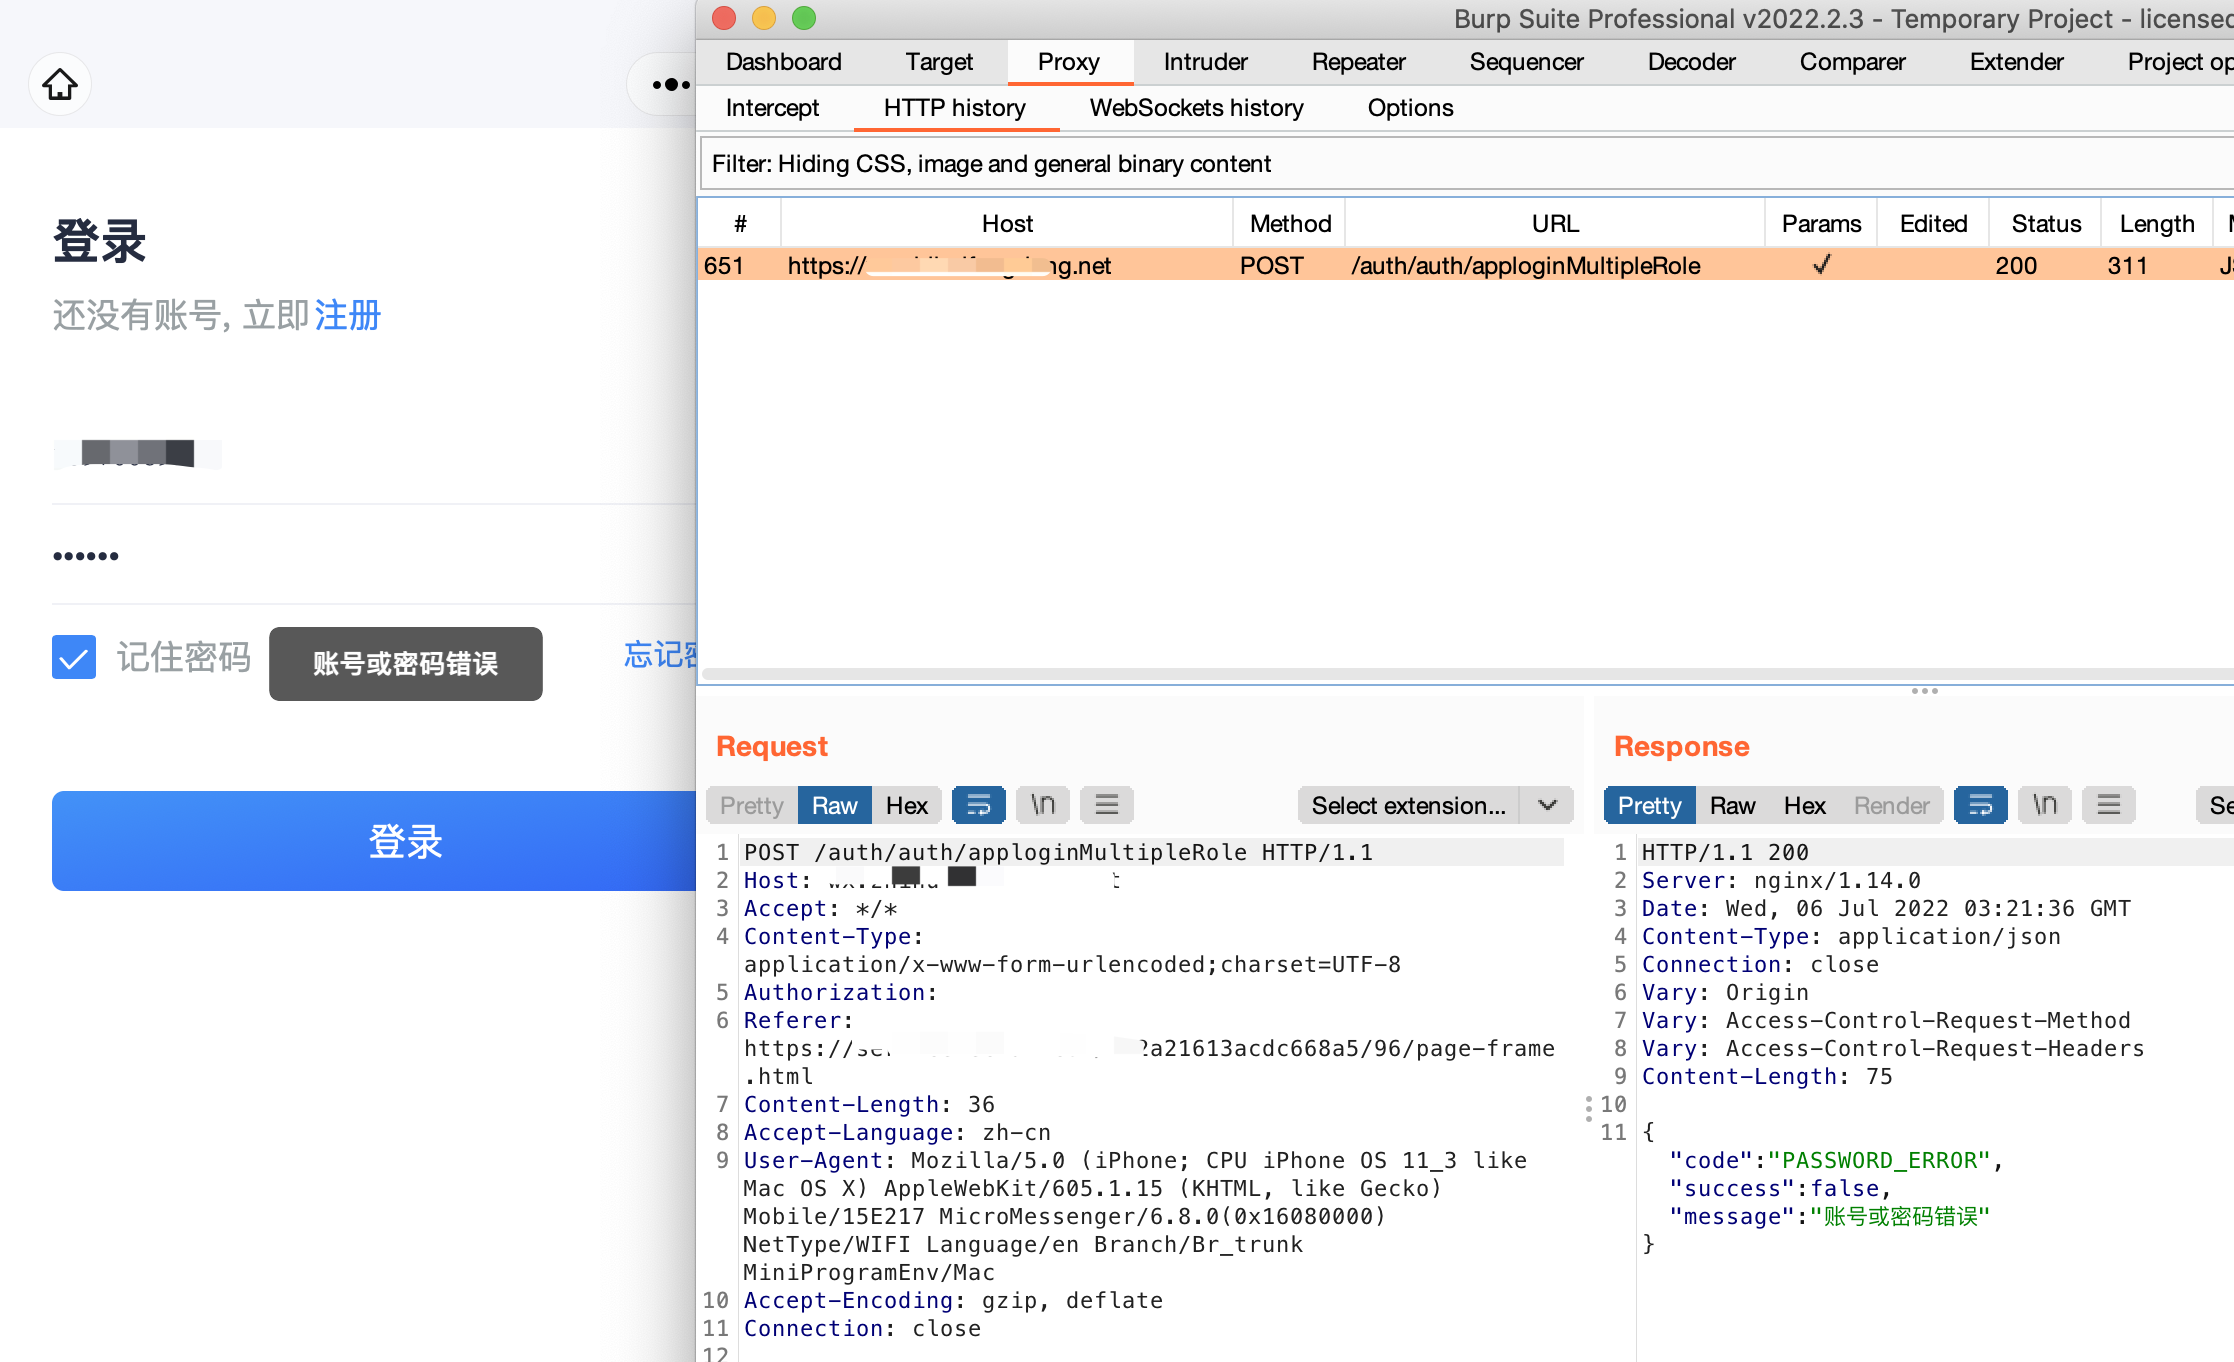 登录
还没有账号, 立即注册
••••••
记住密码
账号或密码错误
忘记密
登录
Burp Suite Professional v2022.2.3 - Temporary Project - licensed
Dashboard Target Proxy Intruder Repeater Sequencer Decoder Comparer Extender Project op
Intercept HTTP history WebSockets history Options
Filter: Hiding CSS, image and general binary content
# Host Method URL Params Edited Status Length
651 https:// ng.net POST /auth/auth/apploginMultipleRole ✓ 200 311 JS
Request
Pretty Raw Hex \n Select extension...
1 POST /auth/auth/apploginMultipleRole HTTP/1.1
2 Host: t
3 Accept: */*
4 Content-Type:
application/x-www-form-urlencoded;charset=UTF-8
5 Authorization:
6 Referer:
https://se 2a21613acdc668a5/96/page-frame
.html
7 Content-Length: 36
8 Accept-Language: zh-cn
9 User-Agent: Mozilla/5.0 (iPhone; CPU iPhone OS 11_3 like
Mac OS X) AppleWebKit/605.1.15 (KHTML, like Gecko)
Mobile/15E217 MicroMessenger/6.8.0(0x16080000)
NetType/WIFI Language/en Branch/Br_trunk
MiniProgramEnv/Mac
10 Accept-Encoding: gzip, deflate
11 Connection: close
12
Response
Pretty Raw Hex Render \n Se
1 HTTP/1.1 200
2 Server: nginx/1.14.0
3 Date: Wed, 06 Jul 2022 03:21:36 GMT
4 Content-Type: application/json
5 Connection: close
6 Vary: Origin
7 Vary: Access-Control-Request-Method
8 Vary: Access-Control-Request-Headers
9 Content-Length: 75
10
11 {
"code":"PASSWORD_ERROR",
"success":false,
"message":"账号或密码错误"
}